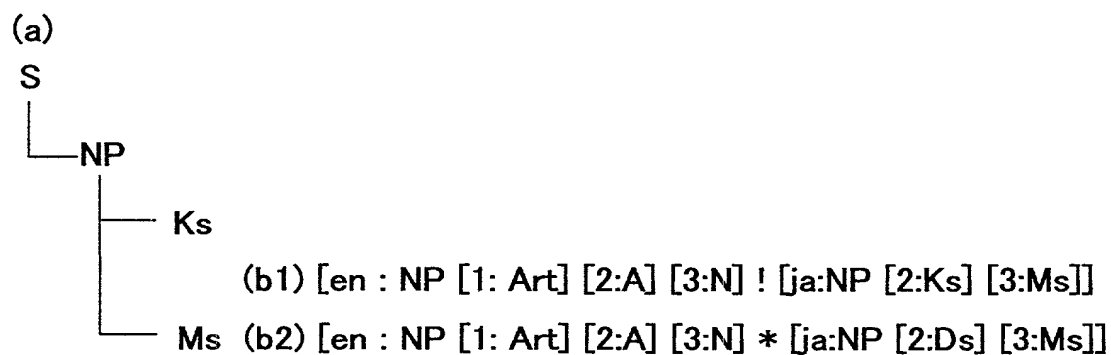 (a)
S
NP
Ks
(b1) [en : NP [1: Art] [2:A] [3:N] ! [ja:NP [2:Ks] [3:Ms]]
Ms (b2) [en : NP [1: Art] [2:A] [3:N] * [ja:NP [2:Ds] [3:Ms]]